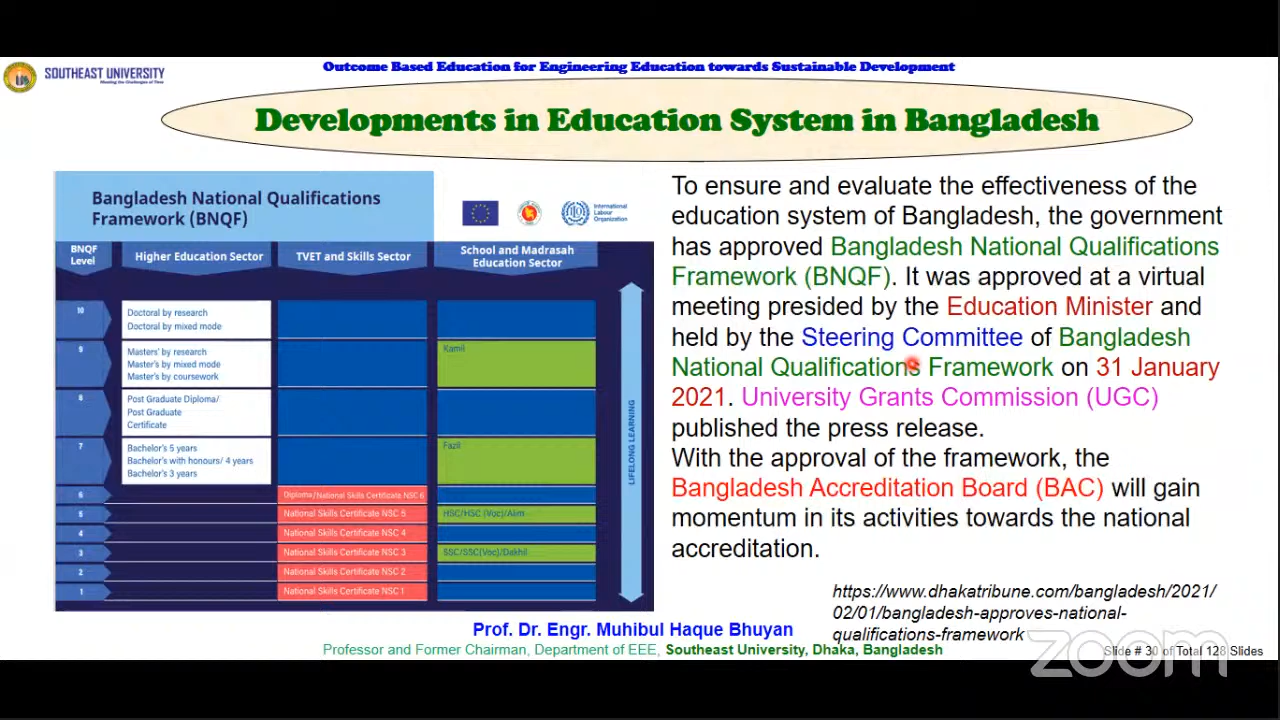 SOUTHEAST UNIVERSITY
Meeting the Challenges of Time
Outcome Based Education for Engineering Education towards Sustainable Development
Developments in Education System in Bangladesh
Bangladesh National Qualifications
Framework (BNQF)
International
Labour
Organization
BNQF
Level
Higher Education Sector
TVET and Skills Sector
School and Madrasah
Education Sector
10
Doctoral by research
Doctoral by mixed mode
9
Masters' by research
Master's by mixed mode
Master's by coursework
Kamil
8
Post Graduate Diploma/
Post Graduate
Certificate
7
Bachelor's 5 years
Bachelor's with honours/ 4 years
Bachelor's 3 years
Fazil
6
Diploma/National Skills Certificate NSC 6
5
National Skills Certificate NSC 5
HSC/HSC (Voc)/Alim
4
National Skills Certificate NSC 4
3
National Skills Certificate NSC 3
SSC/SSC(Voc)/Dakhil
2
National Skills Certificate NSC 2
1
National Skills Certificate NSC 1
LIFELONG LEARNING
To ensure and evaluate the effectiveness of the
education system of Bangladesh, the government
has approved Bangladesh National Qualifications
Framework (BNQF). It was approved at a virtual
meeting presided by the Education Minister and
held by the Steering Committee of Bangladesh
National Qualifications Framework on 31 January
2021. University Grants Commission (UGC)
published the press release.
With the approval of the framework, the
Bangladesh Accreditation Board (BAC) will gain
momentum in its activities towards the national
accreditation.
https://www.dhakatribune.com/bangladesh/2021/
02/01/bangladesh-approves-national-
qualifications-framework
Prof. Dr. Engr. Muhibul Haque Bhuyan
Professor and Former Chairman, Department of EEE, Southeast University, Dhaka, Bangladesh
Slide # 30 of Total 128 Slides
zoom